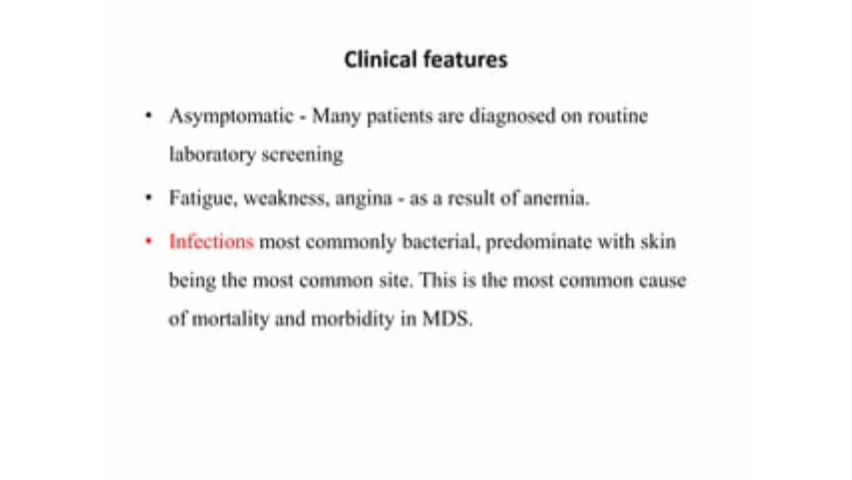 Clinical features
• Asymptomatic - Many patients are diagnosed on routine
laboratory screening
• Fatigue, weakness, angina - as a result of anemia.
• Infections most commonly bacterial, predominate with skin
being the most common site. This is the most common cause
of mortality and morbidity in MDS.